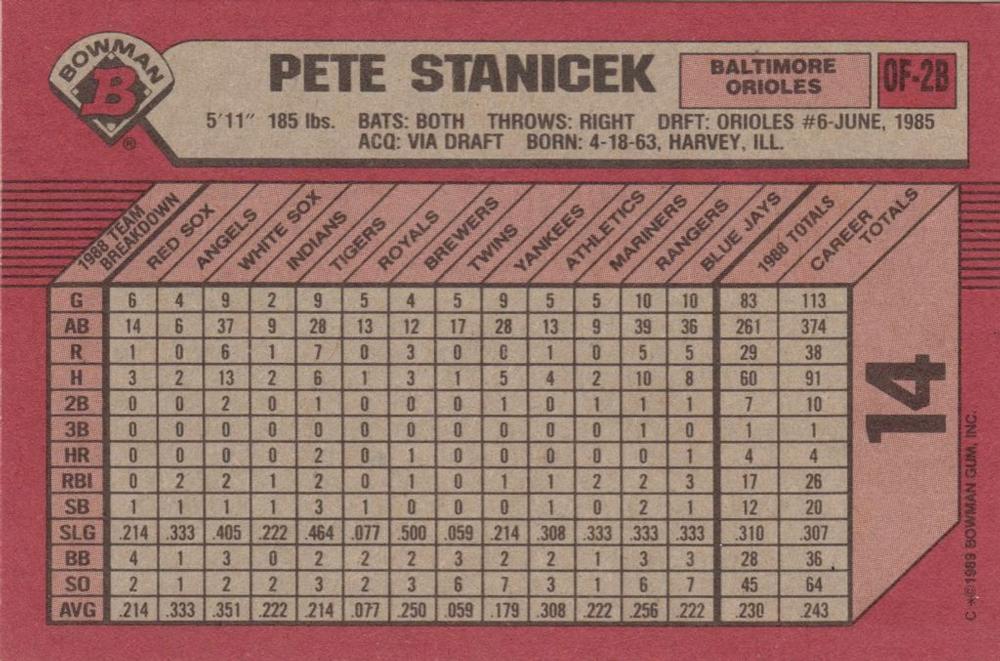 BOWMAN
B
®
PETE STANICEK
BALTIMORE
ORIOLES
OF-2B
5'11" 185 lbs. BATS: BOTH THROWS: RIGHT DRFT: ORIOLES #6-JUNE, 1985
ACQ: VIA DRAFT BORN: 4-18-63, HARVEY, ILL.
1988 TEAM BREAKDOWN RED SOX ANGELS WHITE SOX INDIANS TIGERS ROYALS BREWERS TWINS YANKEES ATHLETICS MARINERS RANGERS BLUE JAYS 1988 TOTALS CAREER TOTALS
G 6 4 9 2 9 5 4 5 9 5 5 10 10 83 113
AB 14 6 37 9 28 13 12 17 28 13 9 39 36 261 374
R 1 0 6 1 7 0 3 0 0 1 0 5 5 29 38
H 3 2 13 2 6 1 3 1 5 4 2 10 8 60 91
2B 0 0 2 0 1 0 0 0 1 0 1 1 1 7 10
3B 0 0 0 0 0 0 0 0 0 0 0 1 0 1 1
HR 0 0 0 0 2 0 1 0 0 0 0 0 1 4 4
RBI 0 2 2 1 2 0 1 0 1 1 2 2 3 17 26
SB 1 1 1 1 3 1 0 0 0 1 0 2 1 12 20
SLG .214 .333 .405 .222 .464 .077 .500 .059 .214 .308 .333 .333 .333 .310 .307
BB 4 1 3 0 2 2 2 3 2 2 1 3 3 28 36
SO 2 1 2 2 3 2 3 6 7 3 1 6 7 45 64
AVG .214 .333 .351 .222 .214 .077 .250 .059 .179 .308 .222 .256 .222 .230 .243
14
C *©1989 BOWMAN GUM, INC.